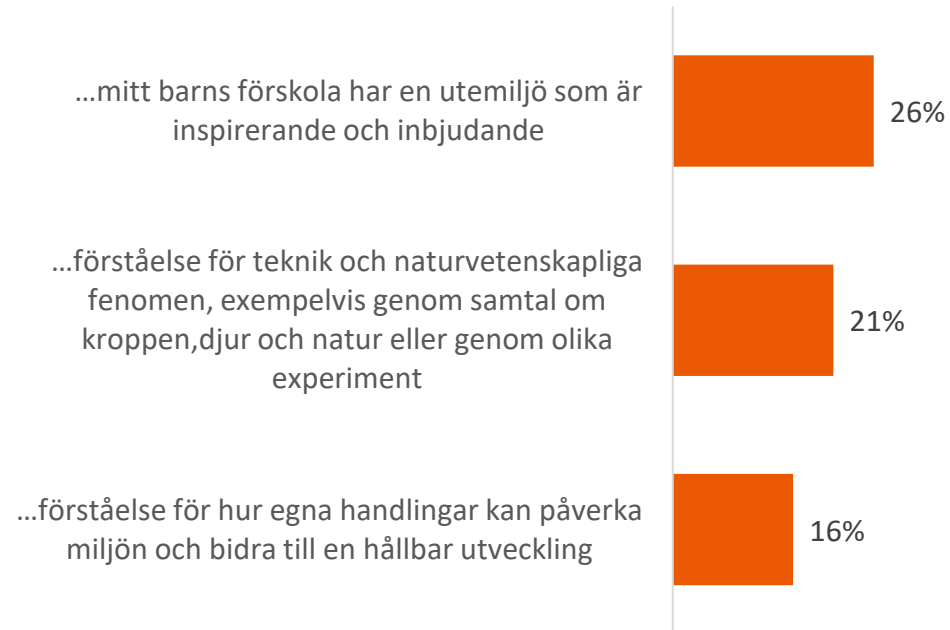 ...mitt barns förskola har en utemiljö som är
inspirerande och inbjudande
26%
...förståelse för teknik och naturvetenskapliga
fenomen, exempelvis genom samtal om
kroppen,djur och natur eller genom olika
experiment
21%
...förståelse för hur egna handlingar kan påverka
miljön och bidra till en hållbar utveckling
16%